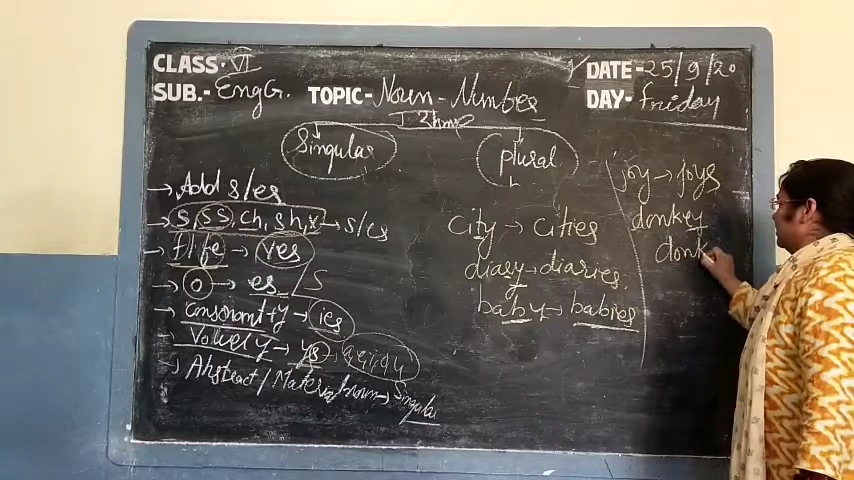 CLASS - VI
SUB. - EngG.
TOPIC - Noun - Number
DATE - 25/9/20
DAY - friday
Singular
plural
→ Add s/es
→ s, ss, ch, sh, x → s/es
→ f/fe → ves
→ o → es / S
→ consonant + y → ies
→ Vowel y → ys → a, e, i, o, u
→ Abstract / Material Noun → Singular
city → cities
diary → diaries.
baby → babies
joy → joys
donkey
donk